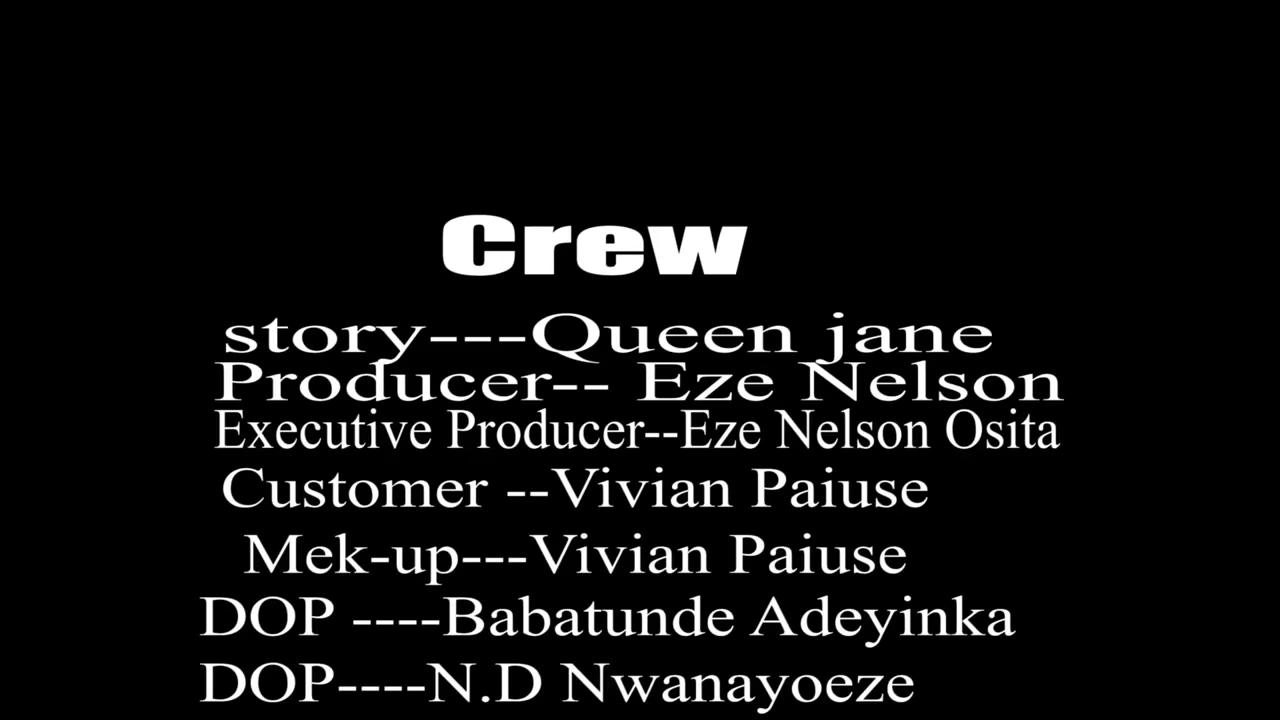 Crew
story---Queen jane
Producer-- Eze Nelson
Executive Producer--Eze Nelson Osita
Customer --Vivian Paiuse
Mek-up---Vivian Paiuse
DOP ----Babatunde Adeyinka
DOP----N.D Nwanayoeze